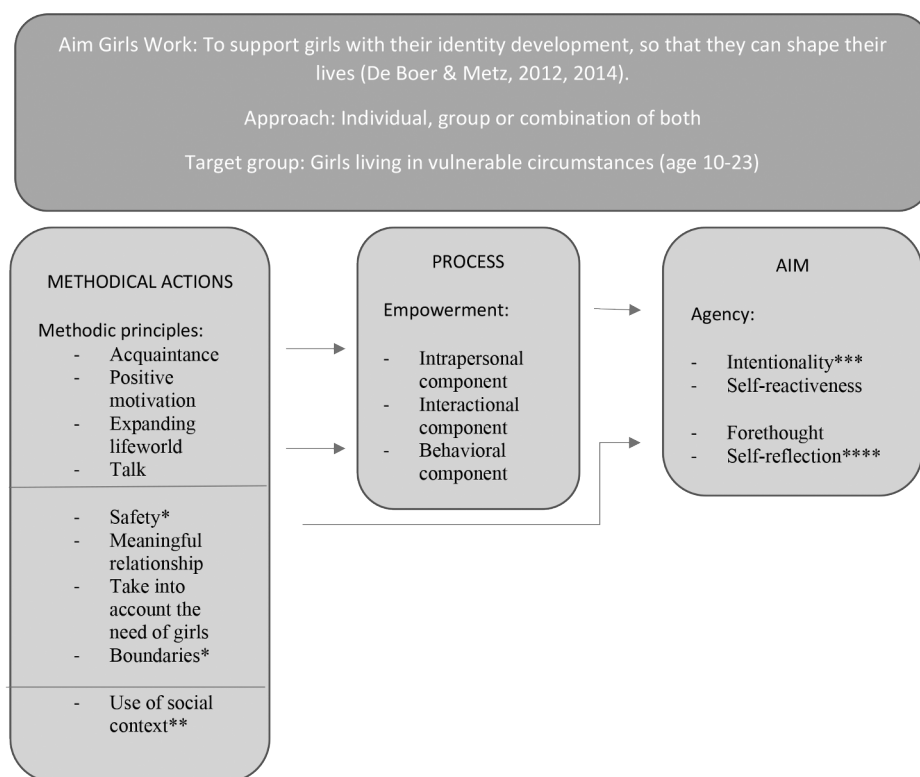 Aim Girls Work: To support girls with their identity development, so that they can shape their
lives (De Boer & Metz, 2012, 2014).
Approach: Individual, group or combination of both
Target group: Girls living in vulnerable circumstances (age 10-23)
METHODICAL ACTIONS
Methodic principles:
- Acquaintance
- Positive
motivation
- Expanding
lifeworld
- Talk
- Safety*
- Meaningful
relationship
- Take into
account the
need of girls
- Boundaries*
- Use of social
context**
PROCESS
Empowerment:
- Intrapersonal
component
- Interactional
component
- Behavioral
component
AIM
Agency:
- Intentionality***
- Self-reactiveness
- Forethought
- Self-reflection****